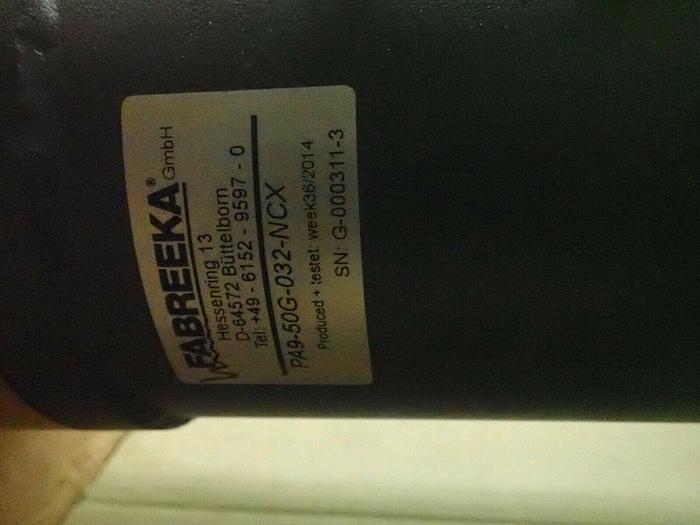 FABREEKA® GmbH
Hessenring 13
D-64572 Büttelborn
Tel: +49 - 6152 - 9597 - 0
PA9-50G-032-NCX
Produced + testet: week36/2014
SN: G-000311-3